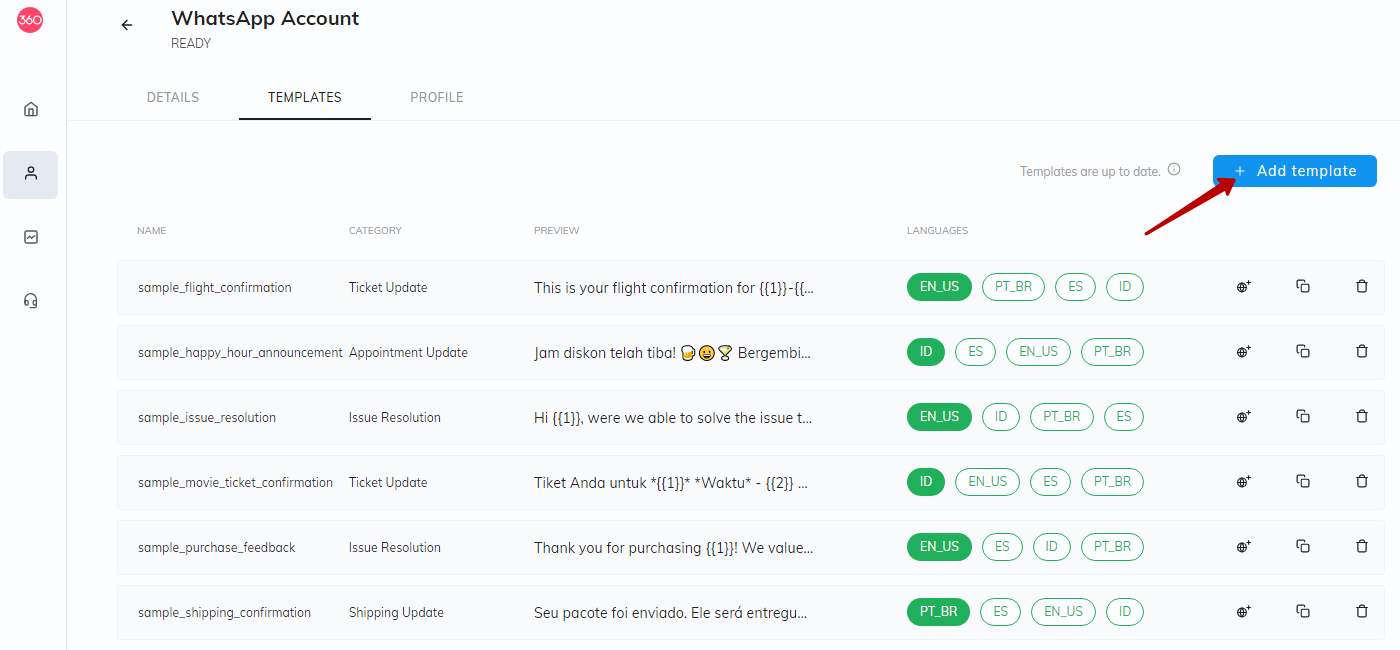 360
WhatsApp Account
READY
DETAILS TEMPLATES PROFILE
Templates are up to date. + Add template
NAME CATEGORY PREVIEW LANGUAGES
sample_flight_confirmation Ticket Update This is your flight confirmation for {{1}}-{{... EN_US PT_BR ES ID
sample_happy_hour_announcement Appointment Update Jam diskon telah tiba! 🍺😀🏆 Bergembi... ID ES EN_US PT_BR
sample_issue_resolution Issue Resolution Hi {{1}}, were we able to solve the issue t... EN_US ID PT_BR ES
sample_movie_ticket_confirmation Ticket Update Tiket Anda untuk *{{1}}* *Waktu* - {{2}} ... ID EN_US ES PT_BR
sample_purchase_feedback Issue Resolution Thank you for purchasing {{1}}! We value... EN_US ES ID PT_BR
sample_shipping_confirmation Shipping Update Seu pacote foi enviado. Ele será entregu... PT_BR ES EN_US ID